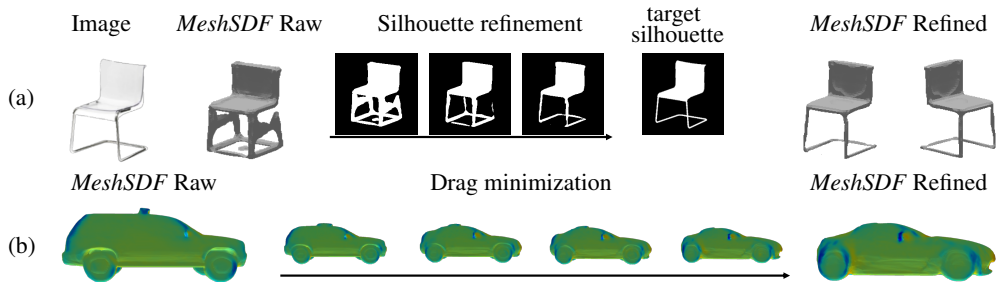 Image
MeshSDF Raw
Silhouette refinement
target
silhouette
MeshSDF Refined
(a)
MeshSDF Raw
Drag minimization
MeshSDF Refined
(b)